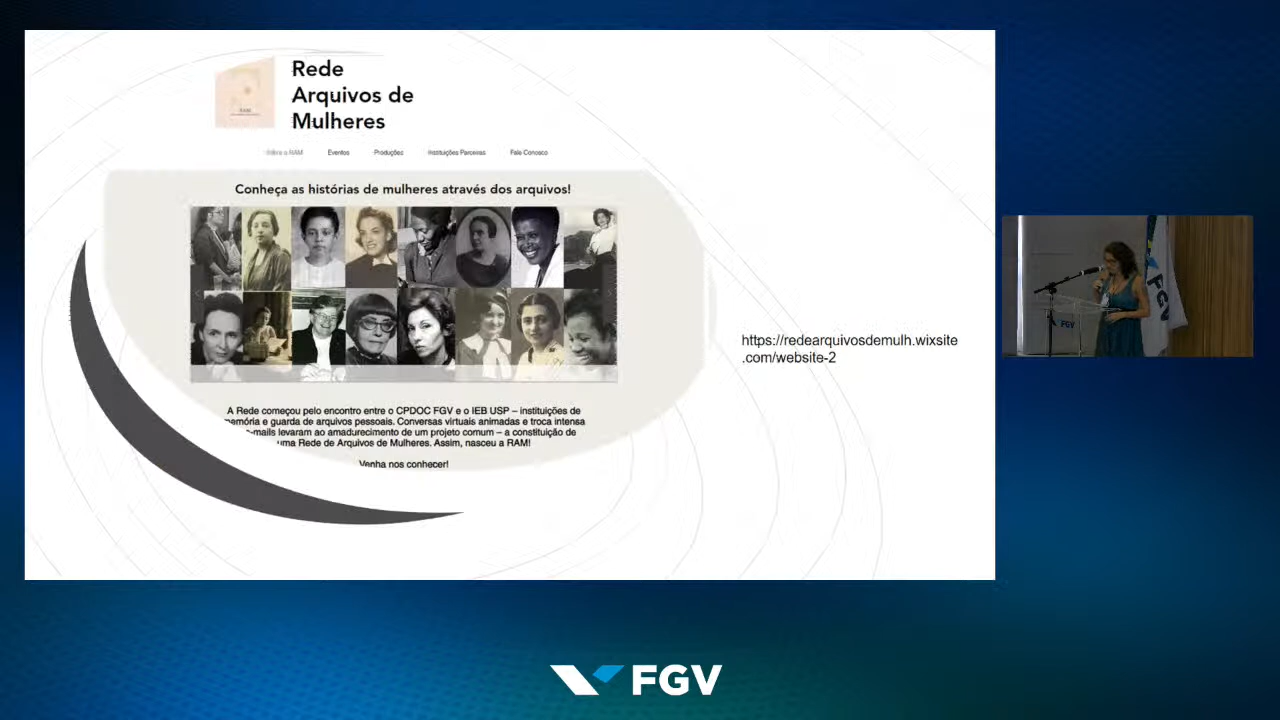 Rede
Arquivos de
Mulheres
RAM
Sobre a RAM Eventos Produções Instituições Parceiras Fale Conosco
Conheça as histórias de mulheres através dos arquivos!
A Rede começou pelo encontro entre o CPDOC FGV e o IEB USP – instituições de
memória e guarda de arquivos pessoais. Conversas virtuais animadas e troca intensa
e-mails levaram ao amadurecimento de um projeto comum – a constituição de
uma Rede de Arquivos de Mulheres. Assim, nasceu a RAM!
Venha nos conhecer!
https://redearquivosdemulh.wixsite
.com/website-2
FGV
FGV
FGV